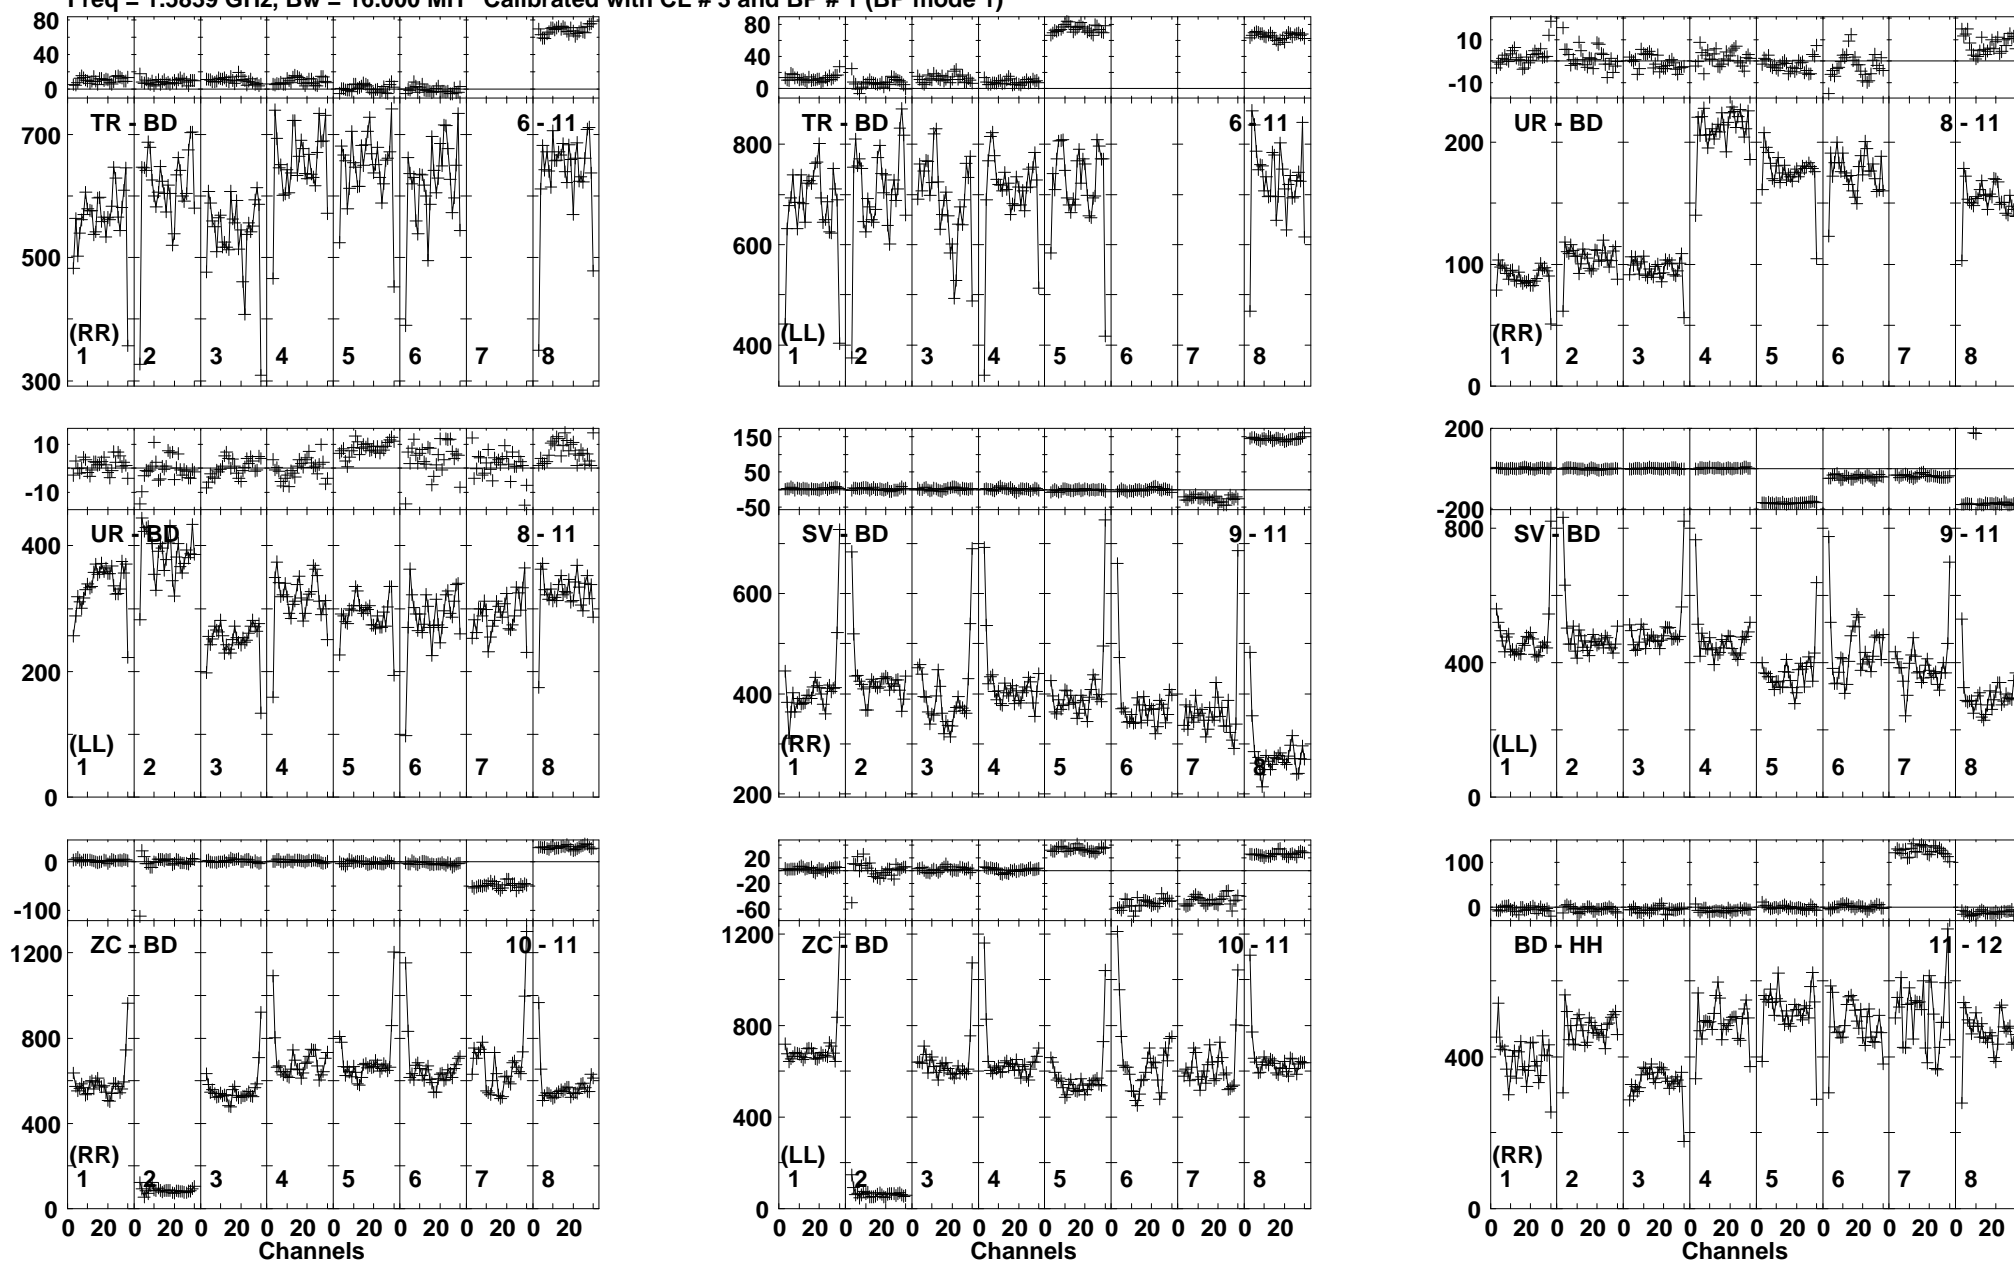 Freq = 1.5839 GHz, Bw = 16.000 MH Calibrated with CL # 3 and BP # 1 (BP mode 1)
80 40 0
700 500 300
TR - BD 6 - 11
(RR)
1 2 3 4 5 6 7 8
80 40 0
800 600 400
TR - BD 6 - 11
(LL)
1 2 3 4 5 6 7 8
10 -10
200 100 0
UR - BD 8 - 11
(RR)
1 2 3 4 5 6 7 8
10 -10
400 200 0
UR - BD 8 - 11
(LL)
1 2 3 4 5 6 7 8
150 50 -50
600 400 200
SV - BD 9 - 11
(RR)
1 2 3 4 5 6 7 8
200 0 -200
800 400 0
SV - BD 9 - 11
(LL)
1 2 3 4 5 6 7 8
0 -100
1200 800 400 0
ZC - BD 10 - 11
(RR)
1 2 3 4 5 6 7 8
0 20 0 20 0 20 0 20 0 20 0 20 0 20 0 20
Channels
20 -20 -60
1200 800 400 0
ZC - BD 10 - 11
(LL)
1 2 3 4 5 6 7 8
0 20 0 20 0 20 0 20 0 20 0 20 0 20 0 20
Channels
100 0
400 0
BD - HH 11 - 12
(RR)
1 2 3 4 5 6 7 8
0 20 0 20 0 20 0 20 0 20 0 20 0 20 0 20
Channels